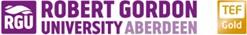 RGU ROBERT GORDON
UNIVERSITY ABERDEEN
TEF
Gold